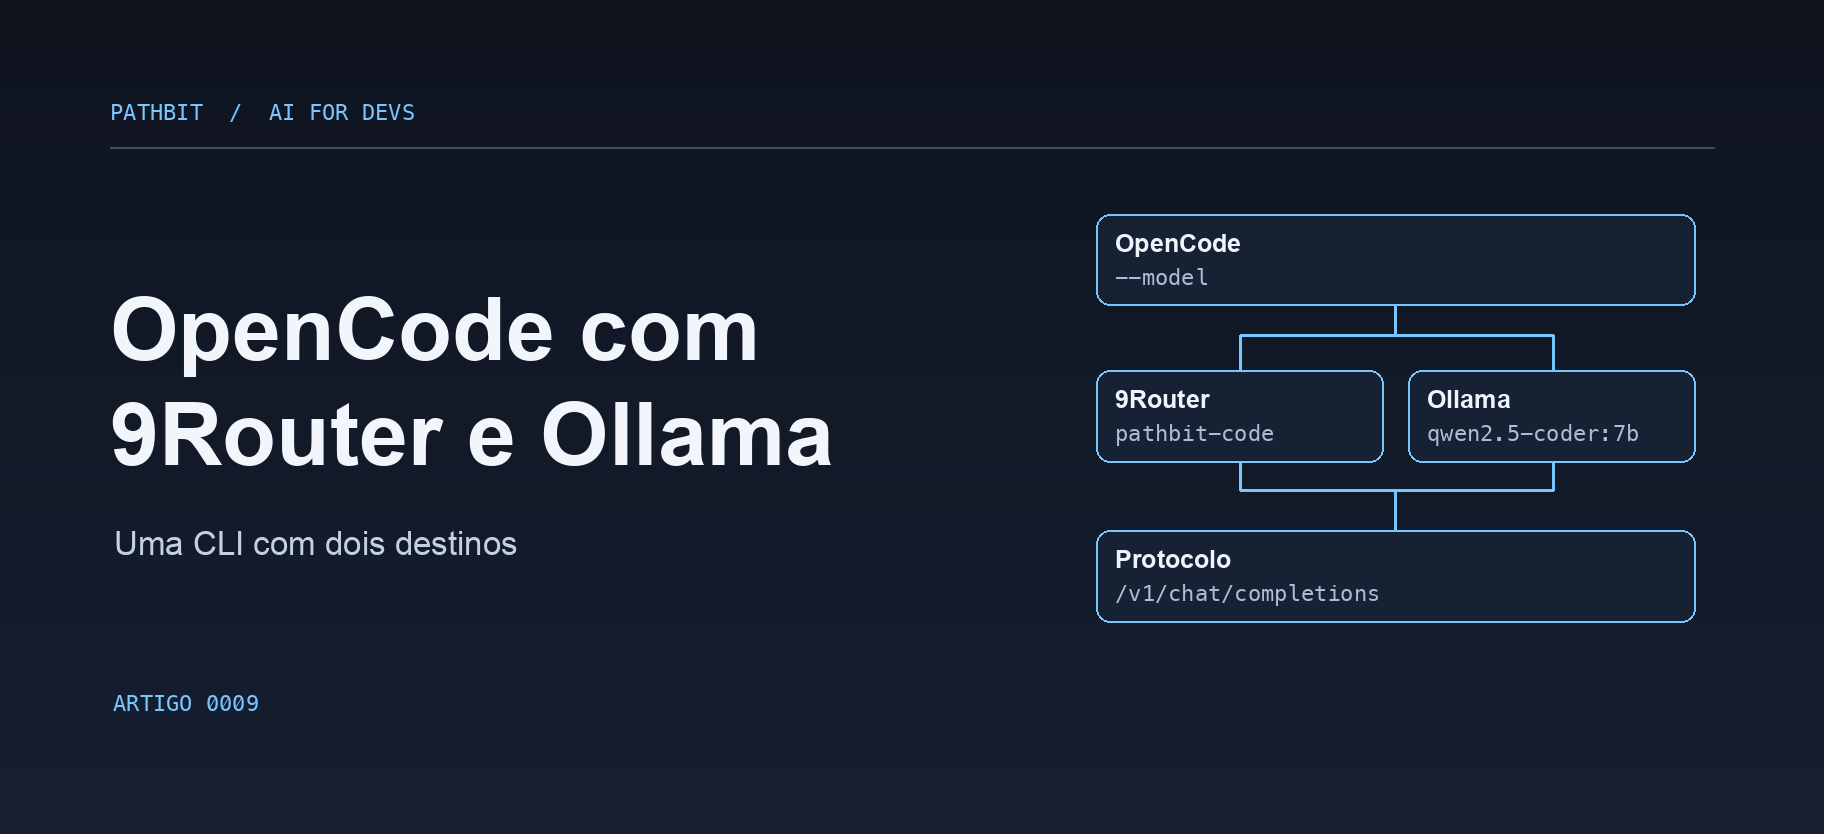 PATHBIT / AI FOR DEVS
OpenCode com
9Router e Ollama
Uma CLI com dois destinos
ARTIGO 0009
OpenCode
--model
9Router
pathbit-code
Ollama
qwen2.5-coder:7b
Protocolo
/v1/chat/completions